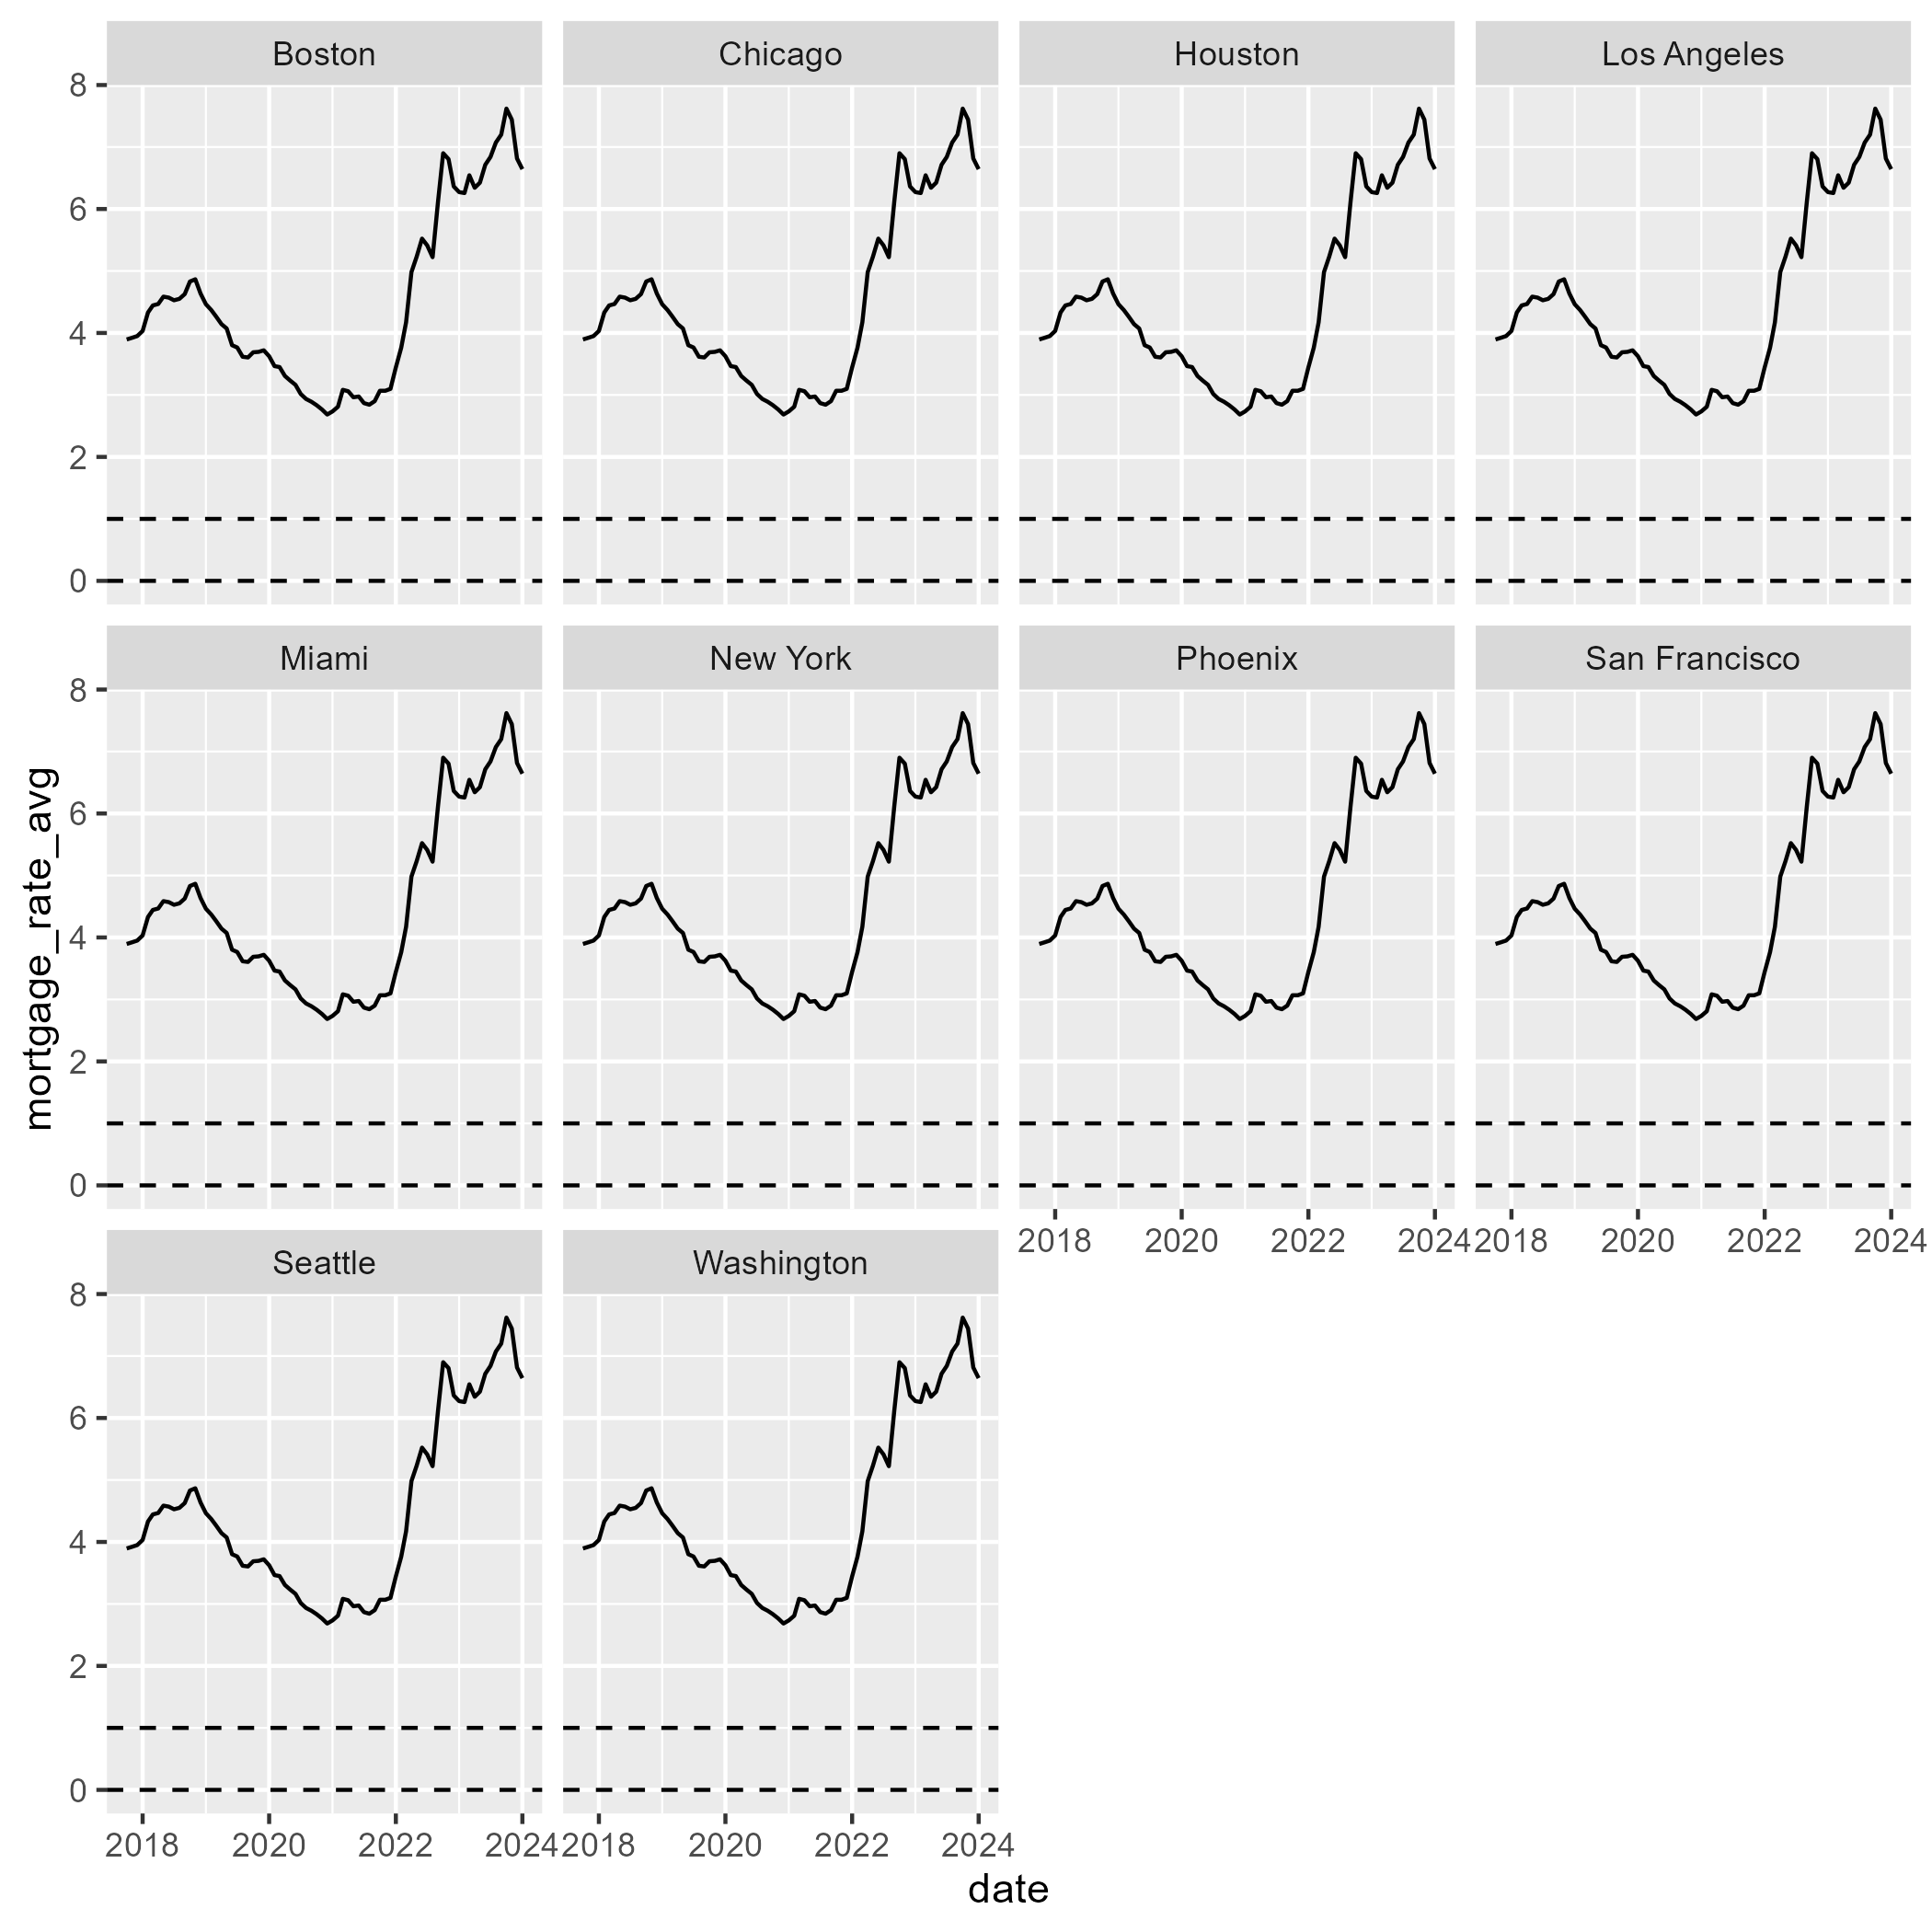 Boston Chicago Houston Los Angeles
8
6
4
2
0
Miami New York Phoenix San Francisco
8
6
4
2
0
2018 2020 2022 2024 2018 2020 2022 2024
Seattle Washington
8
6
4
2
0
2018 2020 2022 2024 2018 2020 2022 2024
date
mortgage_rate_avg